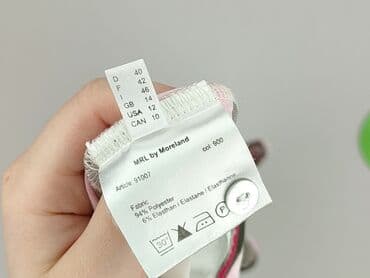 D 40
F 42
I 46
GB 14
USA 12
CAN 10
MRL by Moreland
Article 91007 col 900
Fabric
94% Polyester
6% Elasthan / Elastane / Elasthanne
30°